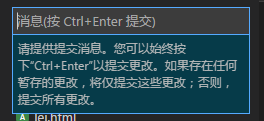 消息(按 Ctrl+Enter 提交)
请提供提交消息。您可以始终按
下“Ctrl+Enter”以提交更改。如果存在任何
暂存的更改，将仅提交这些更改；否则，
提交所有更改。
lei.html